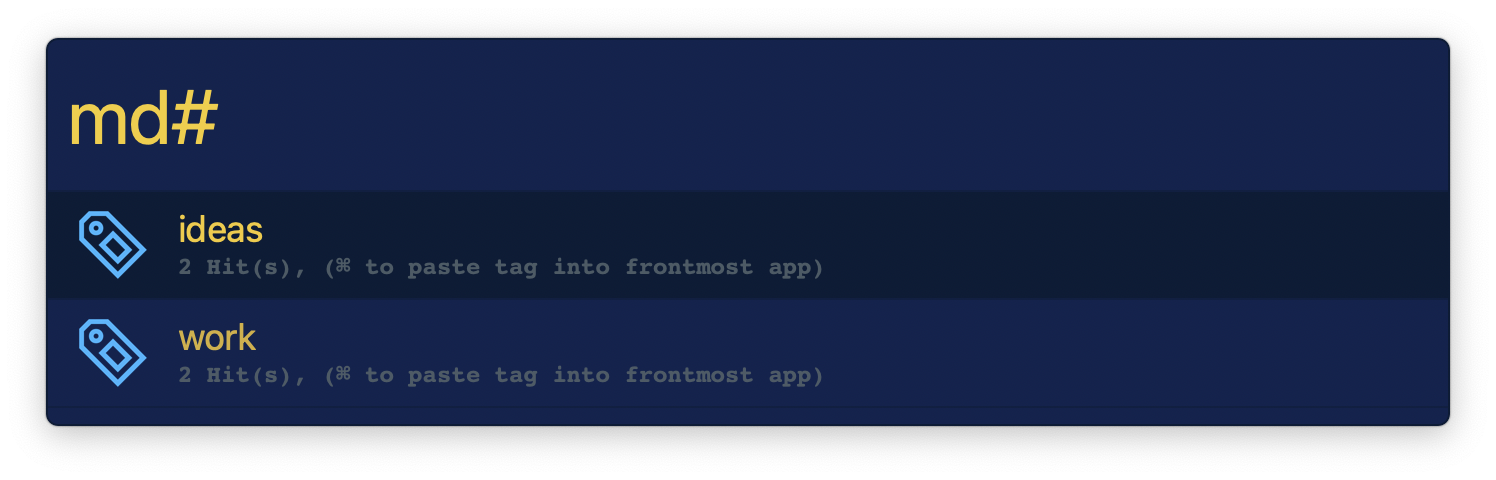 md#
ideas
2 Hit(s), (⌘ to paste tag into frontmost app)
work
2 Hit(s), (⌘ to paste tag into frontmost app)